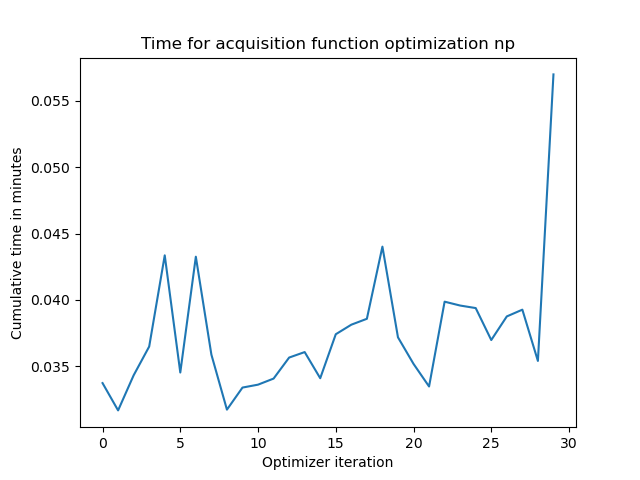 Time for acquisition function optimization np
Cumulative time in minutes
0.055
0.050
0.045
0.040
0.035
0 5 10 15 20 25 30
Optimizer iteration